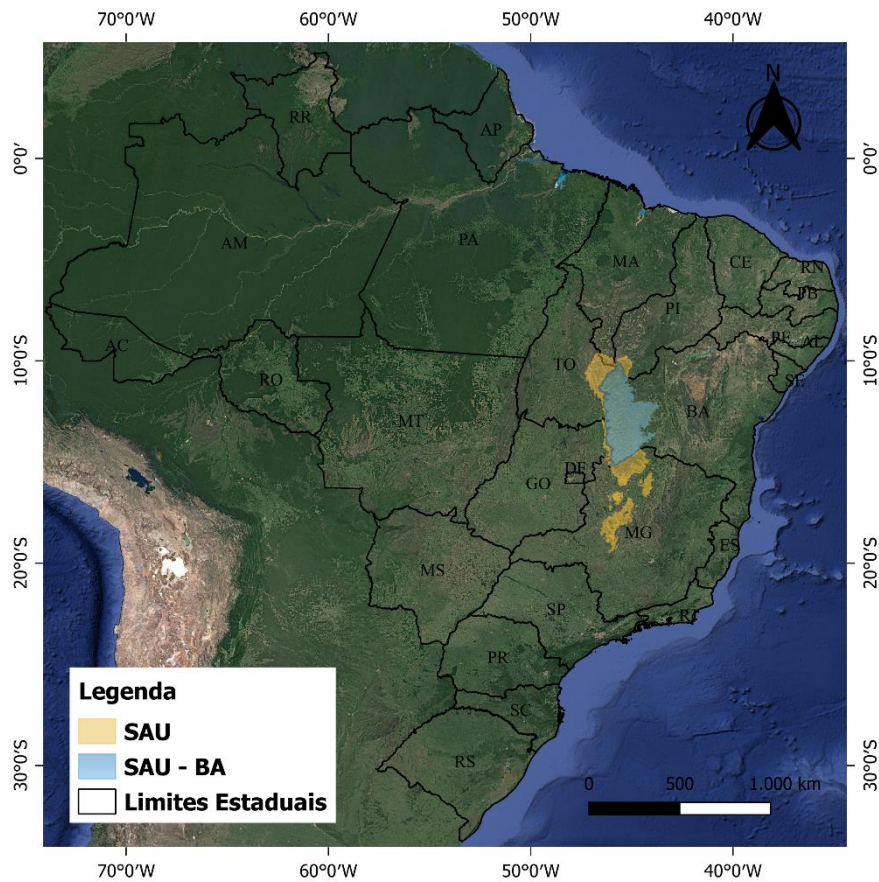 70°0'W 60°0'W 50°0'W 40°0'W
N
0°0' 0°0'
10°0'S 10°0'S
20°0'S 20°0'S
30°0'S 30°0'S
RR
AP
AM
PA
MA
CE
RN
PB
PI
PE
AL
AC
TO
SE
RO
BA
MT
DF
GO
MG
ES
MS
SP
RJ
PR
SC
RS
Legenda
SAU
SAU - BA
Limites Estaduais
0 500 1.000 km
70°0'W 60°0'W 50°0'W 40°0'W